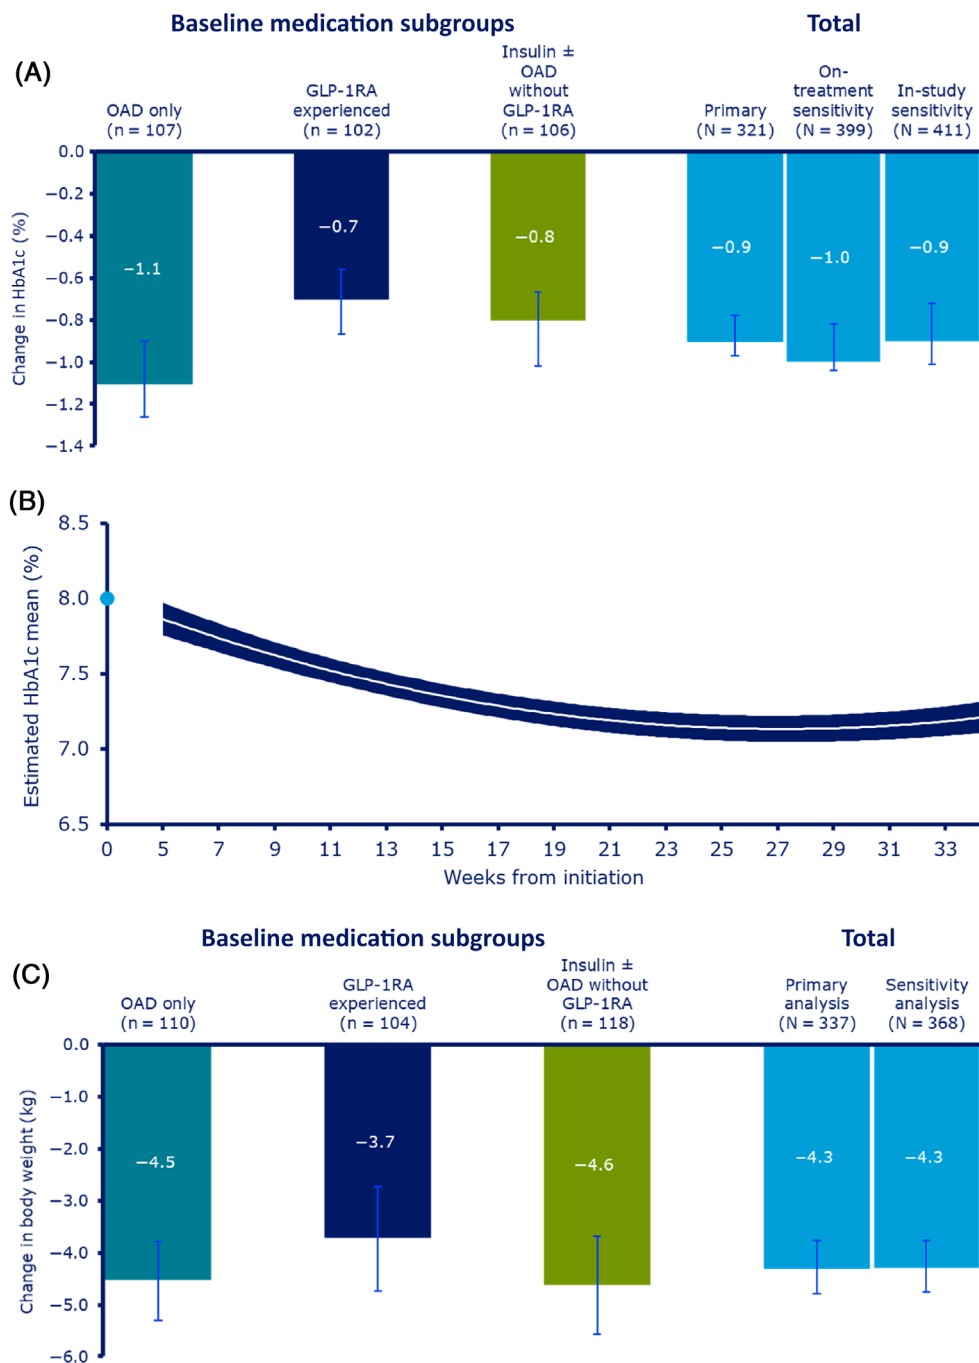 Baseline medication subgroups
Total
(A)
OAD only
(n = 107)
GLP-1RA
experienced
(n = 102)
Insulin ±
OAD
without
GLP-1RA
(n = 106)
Primary
(N = 321)
On-
treatment
sensitivity
(N = 399)
In-study
sensitivity
(N = 411)
Change in HbA1c (%)
0.0
−0.2
−0.4
−0.6
−0.8
−1.0
−1.2
−1.4
−1.1
−0.7
−0.8
−0.9
−1.0
−0.9
(B)
Estimated HbA1c mean (%)
8.5
8.0
7.5
7.0
6.5
0 5 7 9 11 13 15 17 19 21 23 25 27 29 31 33
Weeks from initiation
Baseline medication subgroups
Total
(C)
OAD only
(n = 110)
GLP-1RA
experienced
(n = 104)
Insulin ±
OAD without
GLP-1RA
(n = 118)
Primary
analysis
(N = 337)
Sensitivity
analysis
(N = 368)
Change in body weight (kg)
0.0
−1.0
−2.0
−3.0
−4.0
−5.0
−6.0
−4.5
−3.7
−4.6
−4.3
−4.3